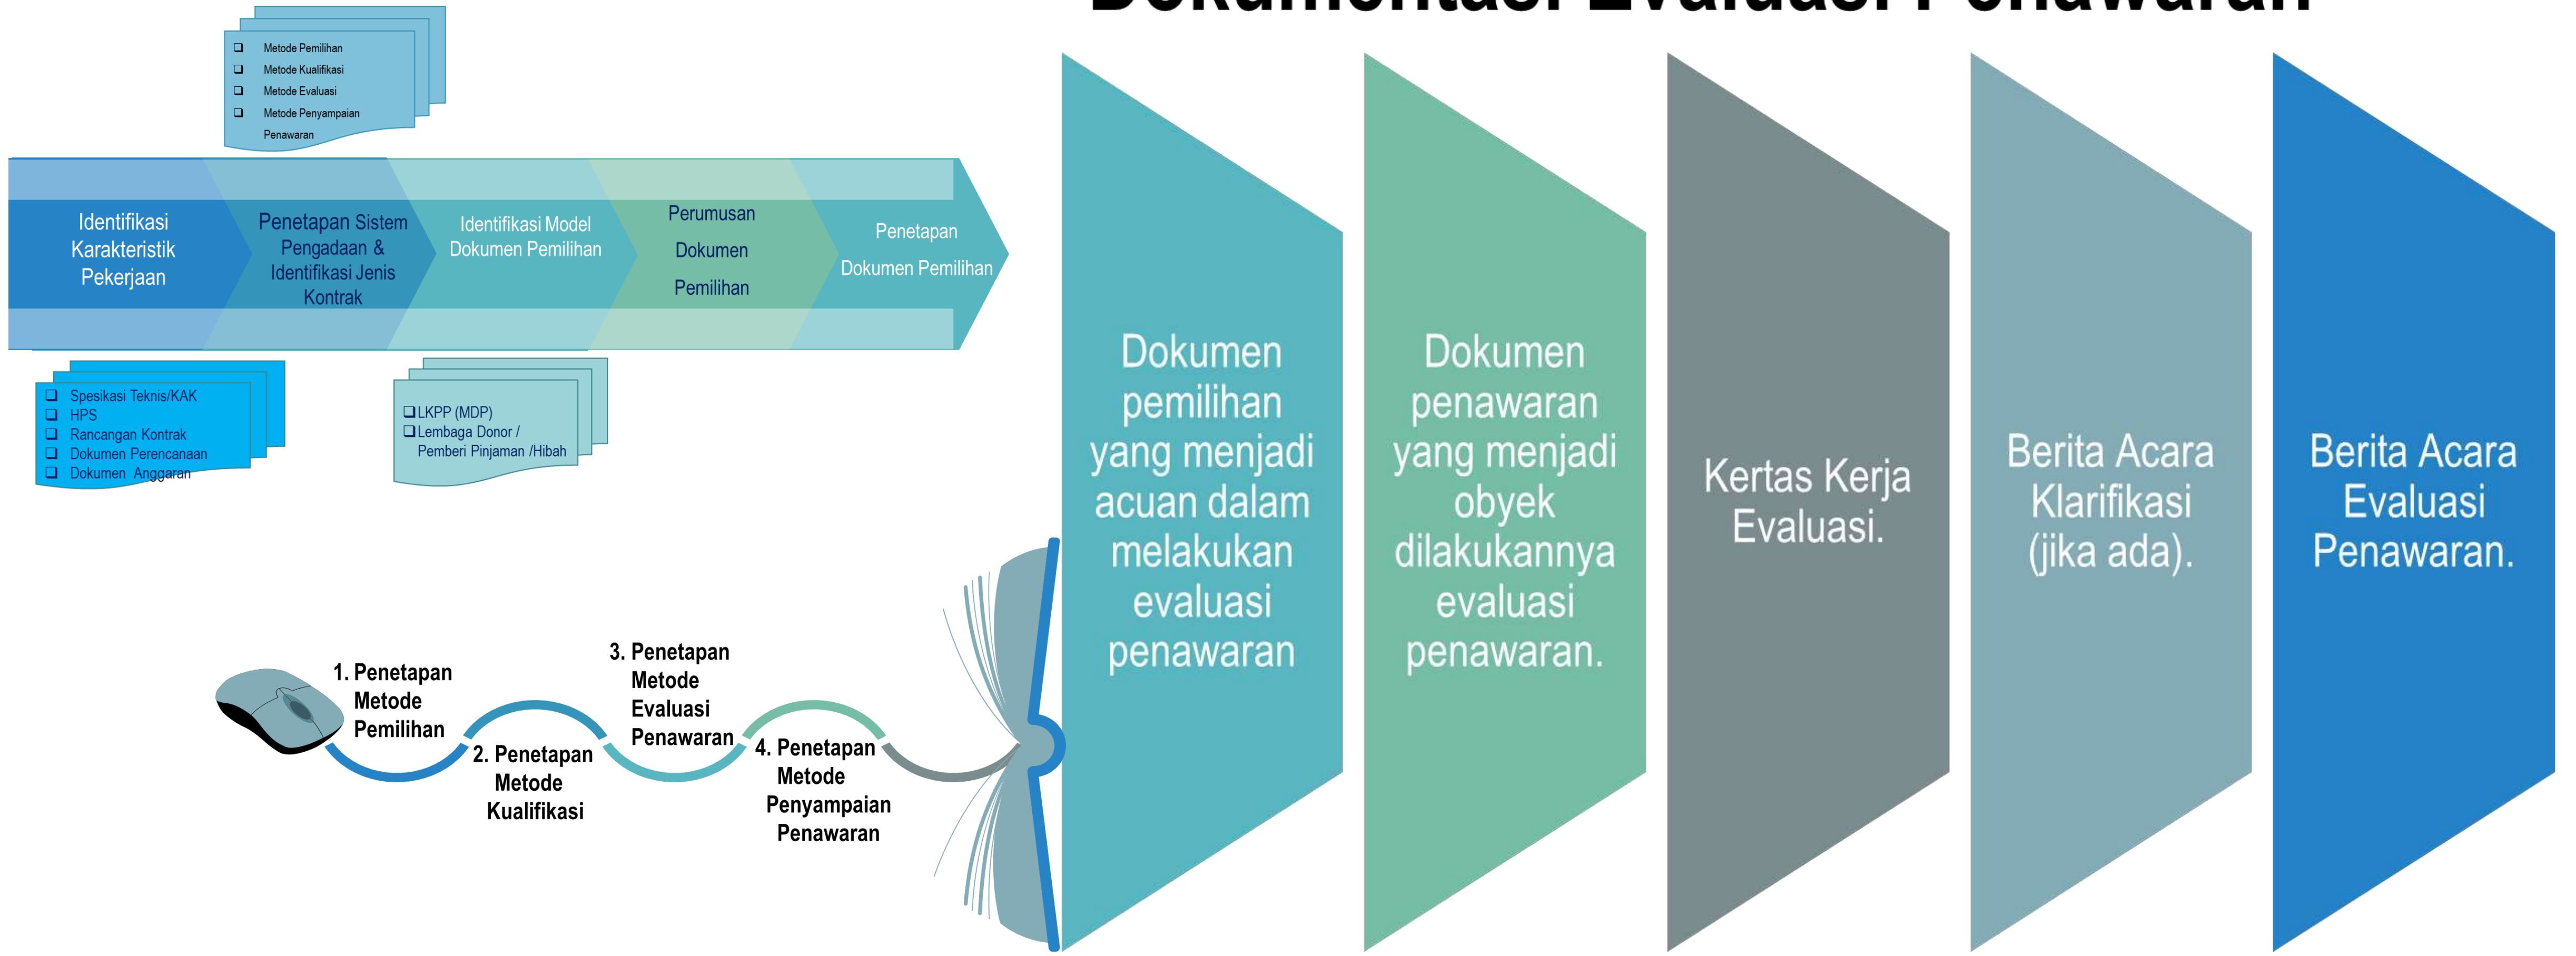 Dokumentasi Evaluasi Penawaran
❑ Metode Pemilihan
❑ Metode Kualifikasi
❑ Metode Evaluasi
❑ Metode Penyampaian
Penawaran
Identifikasi
Karakteristik
Pekerjaan
Penetapan Sistem
Pengadaan &
Identifikasi Jenis
Kontrak
Identifikasi Model
Dokumen Pemilihan
Perumusan
Dokumen
Pemilihan
Penetapan
Dokumen Pemilihan
❑ Spesikasi Teknis/KAK
❑ HPS
❑ Rancangan Kontrak
❑ Dokumen Perencanaan
❑ Dokumen Anggaran
❑ LKPP (MDP)
❑ Lembaga Donor /
Pemberi Pinjaman /Hibah
1. Penetapan
Metode
Pemilihan
2. Penetapan
Metode
Kualifikasi
3. Penetapan
Metode
Evaluasi
Penawaran
4. Penetapan
Metode
Penyampaian
Penawaran
Dokumen
pemilihan
yang menjadi
acuan dalam
melakukan
evaluasi
penawaran
Dokumen
penawaran
yang menjadi
obyek
dilakukannya
evaluasi
penawaran.
Kertas Kerja
Evaluasi.
Berita Acara
Klarifikasi
(jika ada).
Berita Acara
Evaluasi
Penawaran.